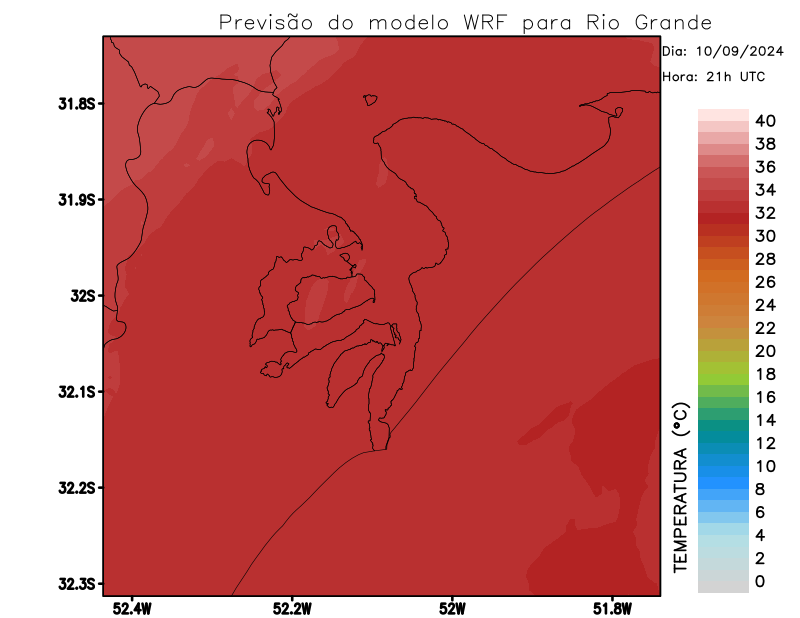 Previsão do modelo WRF para Rio Grande
Dia: 10/09/2024
Hora: 21h UTC
31.8S
31.9S
32S
32.1S
32.2S
32.3S
52.4W
52.2W
52W
51.8W
TEMPERATURA (°C)
40
38
36
34
32
30
28
26
24
22
20
18
16
14
12
10
8
6
4
2
0